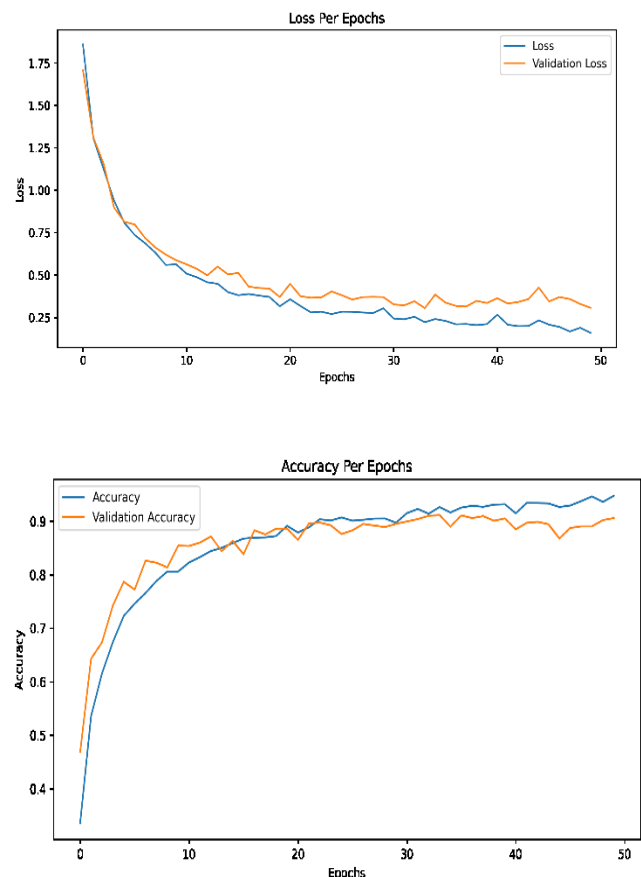 Loss Per Epochs
Loss
Validation Loss
1.75
1.50
1.25
1.00
0.75
0.50
0.25
Loss
0 10 20 30 40 50
Epochs
Accuracy Per Epochs
Accuracy
Validation Accuracy
0.9
0.8
0.7
0.6
0.5
0.4
Accuracy
0 10 20 30 40 50
Epochs